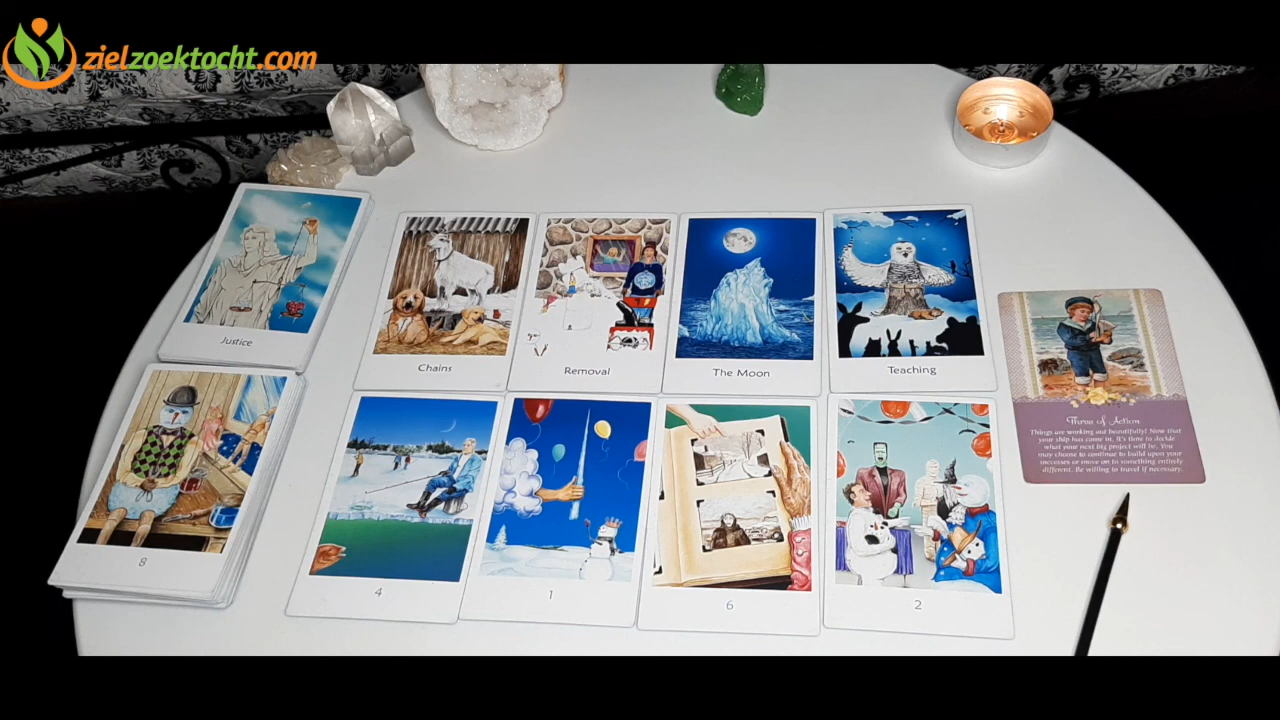 zielzoektocht.com
Justice
Chains
Removal
The Moon
Teaching
Three of Action
Things are working out beautifully! Now that
your ship has come in, it's time to decide
what your next big project will be. You
may choose to continue to build upon your
successes or move on to something entirely
different. Be willing to travel if necessary.
8
4
1
6
2